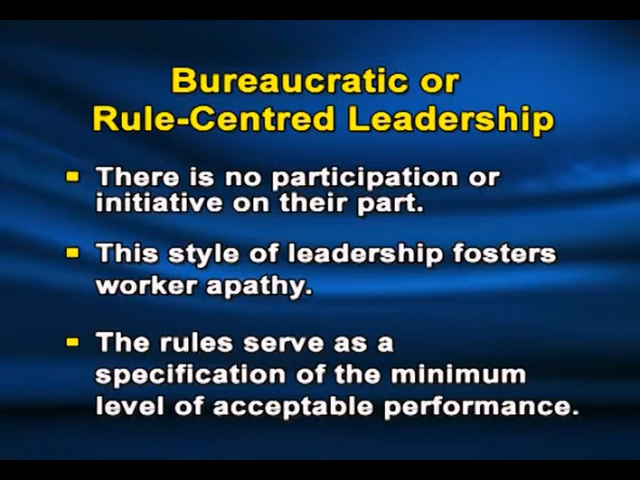 Bureaucratic or
Rule-Centred Leadership
There is no participation or
initiative on their part.
This style of leadership fosters
worker apathy.
The rules serve as a
specification of the minimum
level of acceptable performance.